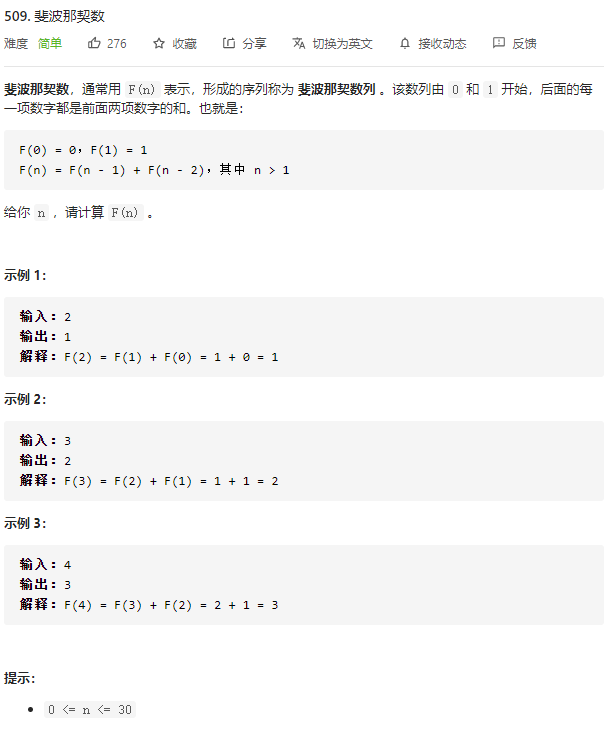 509. 斐波那契数
难度 简单 276 收藏 分享 切换为英文 接收动态 反馈
斐波那契数，通常用 F(n) 表示，形成的序列称为 斐波那契数列 。该数列由 0 和 1 开始，后面的每
一项数字都是前面两项数字的和。也就是：
F(0) = 0，F(1) = 1
F(n) = F(n - 1) + F(n - 2)，其中 n > 1
给你 n ，请计算 F(n) 。
示例 1：
输入：2
输出：1
解释：F(2) = F(1) + F(0) = 1 + 0 = 1
示例 2：
输入：3
输出：2
解释：F(3) = F(2) + F(1) = 1 + 1 = 2
示例 3：
输入：4
输出：3
解释：F(4) = F(3) + F(2) = 2 + 1 = 3
提示：
• 0 <= n <= 30